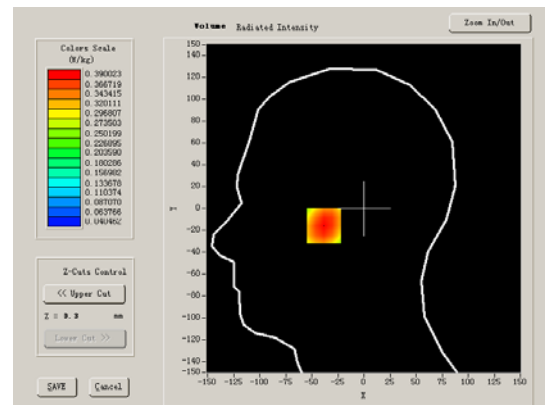 Volume Radiated Intensity
Zoom In/Out
Colors Scale
(W/kg)
0.390023
0.366719
0.343415
0.320111
0.296807
0.273503
0.250199
0.226895
0.203590
0.180286
0.156982
0.133678
0.110374
0.087070
0.063766
0.040462
Z-Cuts Control
<< Upper Cut
Z = 9.3 mm
Lower Cut >>
SAVE Cancel
150
140
120
100
80
60
40
20
0
-20
-40
-60
-80
-100
-120
-140
-150
Y
-150 -125 -100 -75 -50 -25 0 25 50 75 100 125 150
X